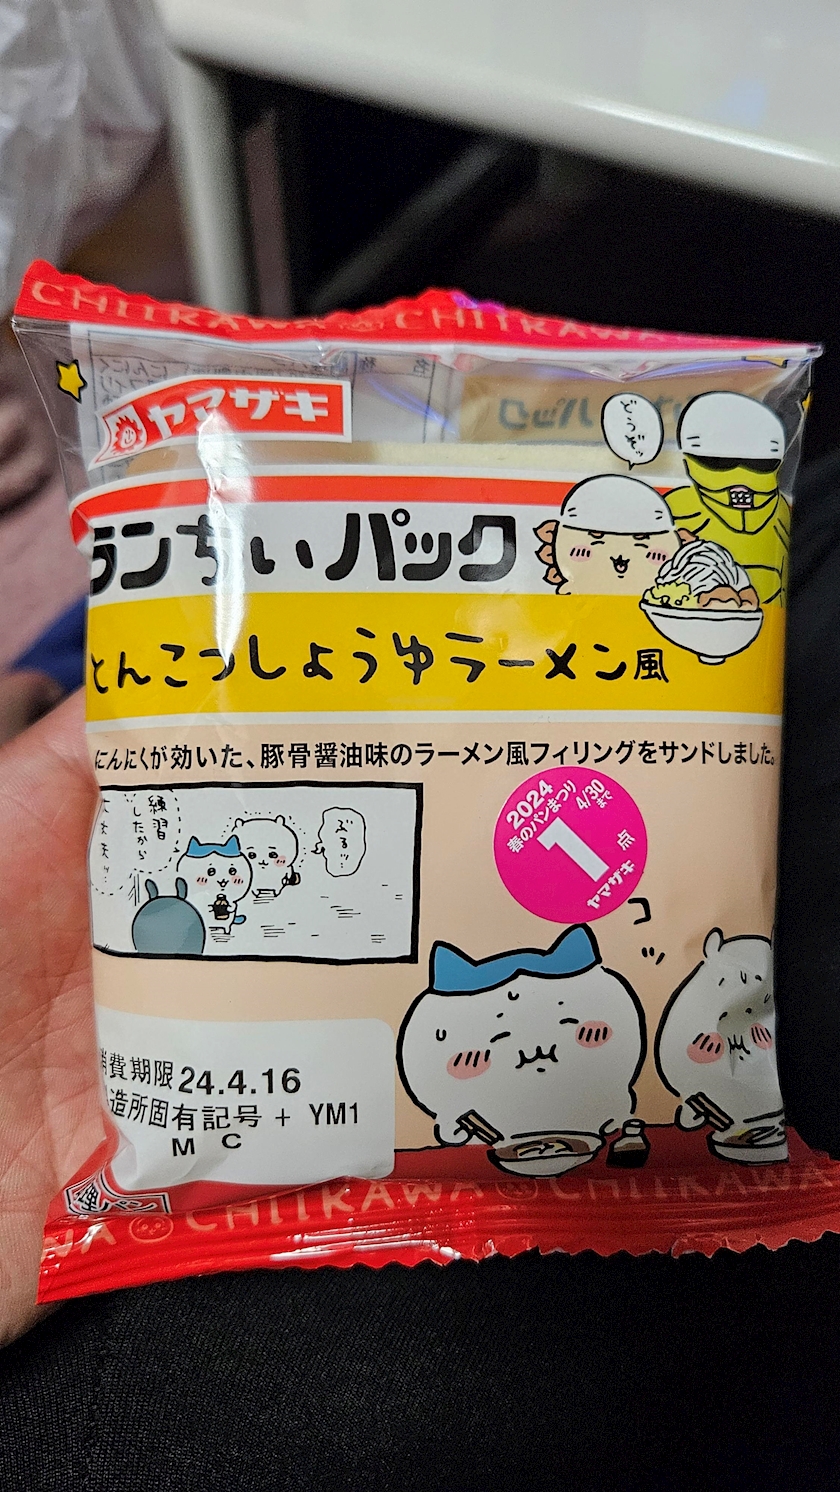 CHIIKAWA CHIIKAWA
ヤマザキ
どうぞッ
ランちぃパック
とんこつしょうゆラーメン風
にんにくが効いた、豚骨醤油味のラーメン風フィリングをサンドしました。
練習
したから
ぶるッ…
2024
春のパンまつり
4/30まで
1点
ヤマザキ
コ
ッ
消費期限 24.4.16
製造所固有記号 + YM1
M C
CHIIKAWA CHIIKAWA